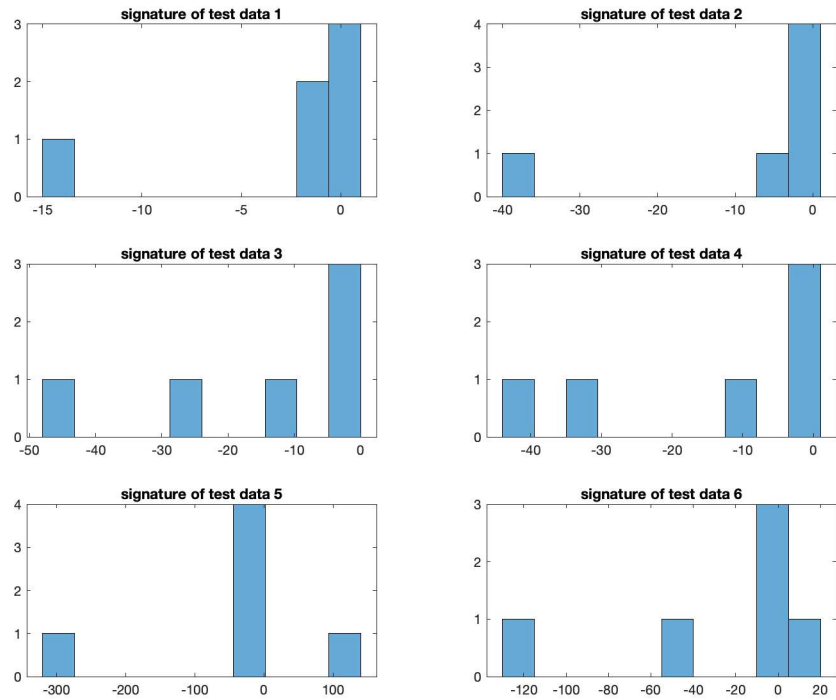 signature of test data 1
3
2
1
0
-15 -10 -5 0
signature of test data 2
4
3
2
1
0
-40 -30 -20 -10 0
signature of test data 3
3
2
1
0
-50 -40 -30 -20 -10 0
signature of test data 4
3
2
1
0
-40 -30 -20 -10 0
signature of test data 5
4
3
2
1
0
-300 -200 -100 0 100
signature of test data 6
3
2
1
0
-120 -100 -80 -60 -40 -20 0 20